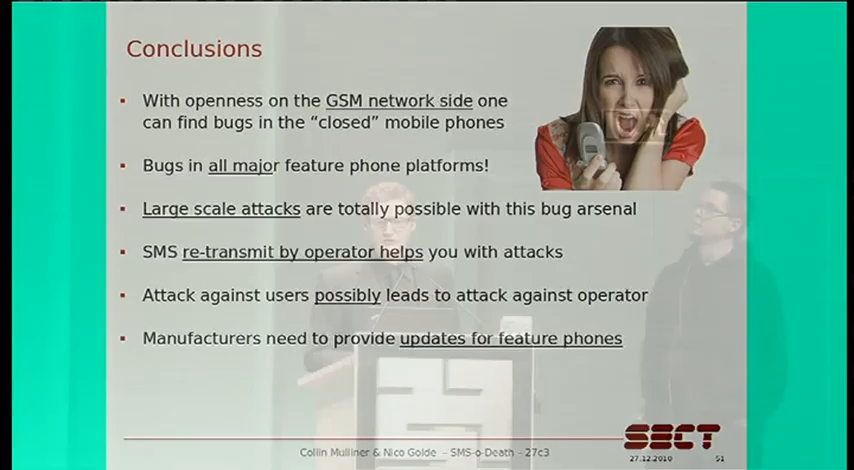 Conclusions
With openness on the GSM network side one
can find bugs in the “closed” mobile phones
Bugs in all major feature phone platforms!
Large scale attacks are totally possible with this bug arsenal
SMS re-transmit by operator helps you with attacks
Attack against users possibly leads to attack against operator
Manufacturers need to provide updates for feature phones
SECT
Collin Mulliner & Nico Golde – SMS-o-Death – 27c3
27.12.2010
51